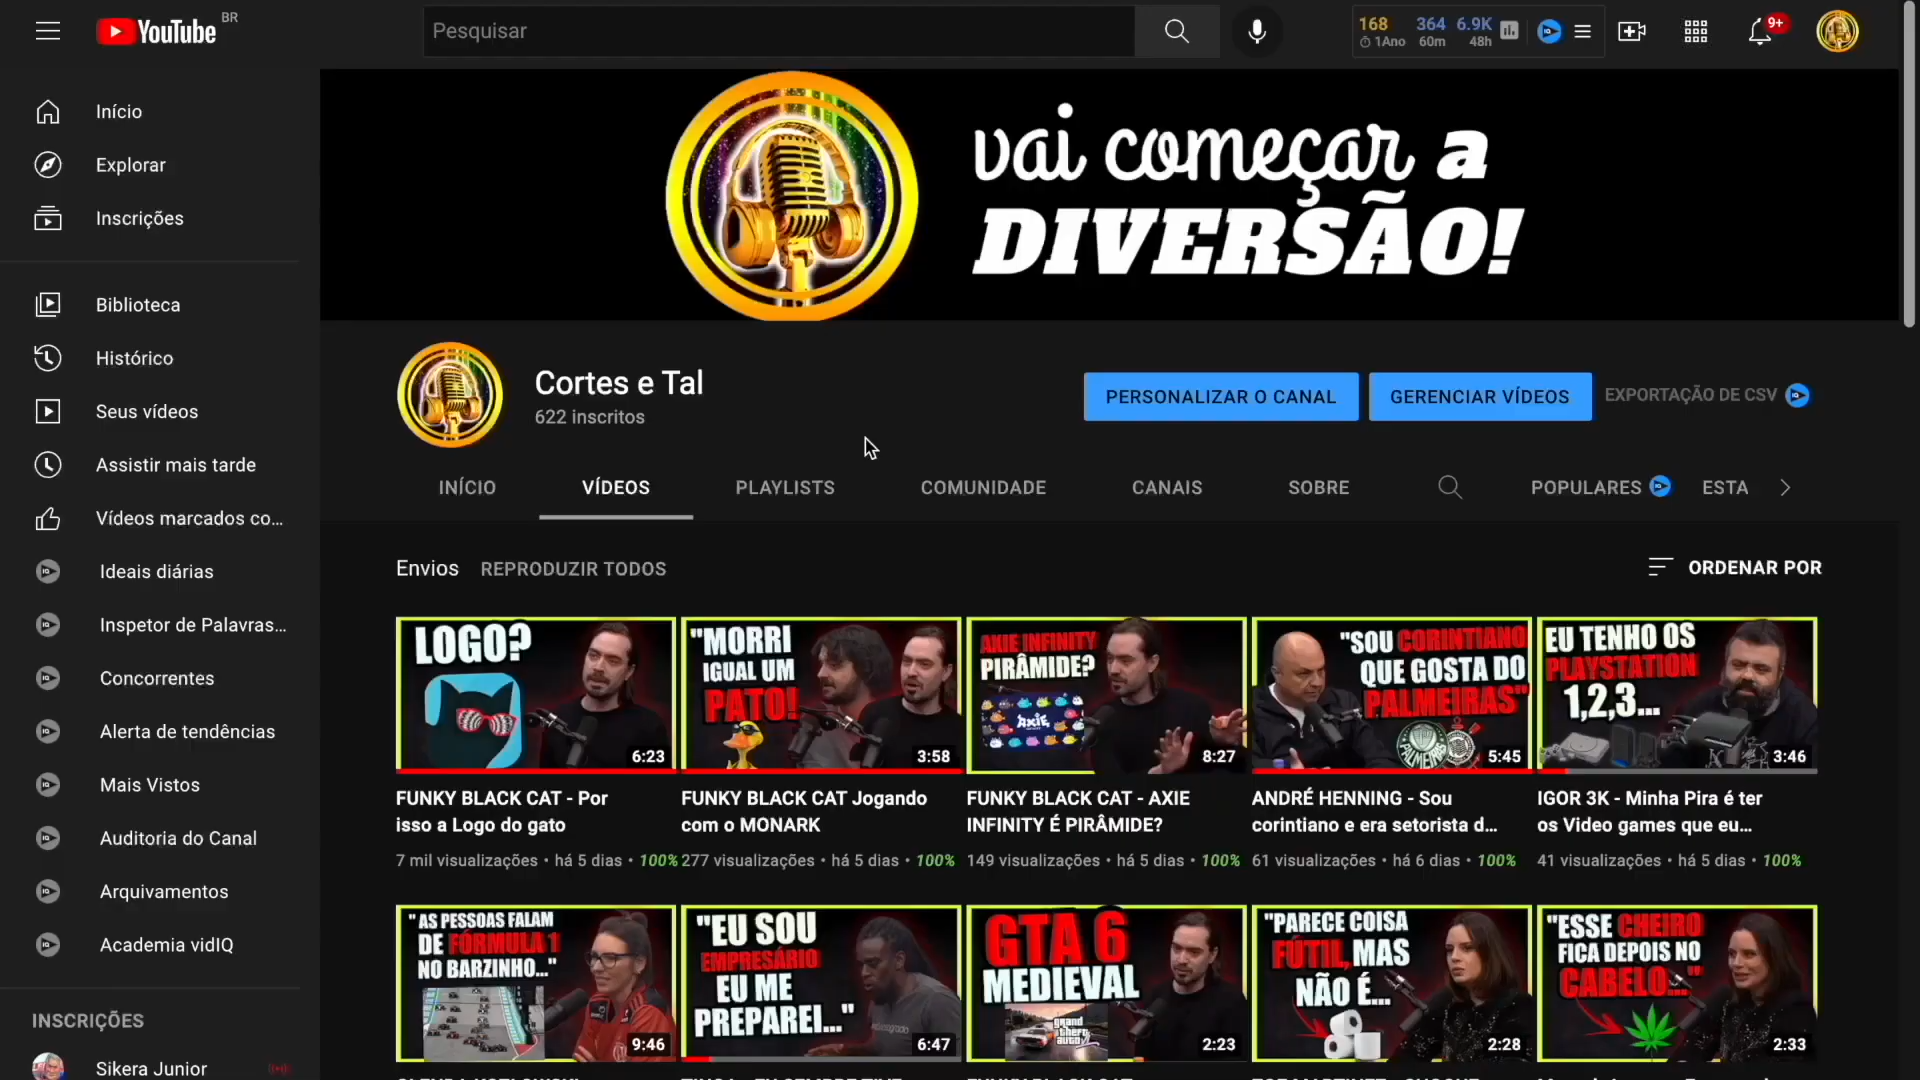 YouTube BR
Pesquisar
168 364 6.9K
1Ano 60m 48h
9+
Início
Explorar
Inscrições
Biblioteca
Histórico
Seus vídeos
Assistir mais tarde
Vídeos marcados co...
Ideais diárias
Inspetor de Palavras...
Concorrentes
Alerta de tendências
Mais Vistos
Auditoria do Canal
Arquivamentos
Academia vidIQ
INSCRIÇÕES
Sikera Junior
vai começar a
DIVERSÃO!
Cortes e Tal
622 inscritos
PERSONALIZAR O CANAL
GERENCIAR VÍDEOS
EXPORTAÇÃO DE CSV
INÍCIO VÍDEOS PLAYLISTS COMUNIDADE CANAIS SOBRE POPULARES ESTA
Envios REPRODUZIR TODOS
ORDENAR POR
LOGO?
6:23
FUNKY BLACK CAT - Por
isso a Logo do gato
7 mil visualizações • há 5 dias • 100%
"MORRI
IGUAL UM
PATO!
3:58
FUNKY BLACK CAT Jogando
com o MONARK
277 visualizações • há 5 dias • 100%
AXIE INFINITY
PIRÂMIDE?
AXIE
8:27
FUNKY BLACK CAT - AXIE
INFINITY É PIRÂMIDE?
149 visualizações • há 5 dias • 100%
"SOU CORINTIANO
QUE GOSTA DO
PALMEIRAS"
5:45
ANDRÉ HENNING - Sou
corintiano e era setorista d...
61 visualizações • há 6 dias • 100%
EU TENHO OS
PLAYSTATION
1,2,3...
3:46
IGOR 3K - Minha Pira é ter
os Video games que eu...
41 visualizações • há 5 dias • 100%
"AS PESSOAS FALAM
DE FÓRMULA 1
NO BARZINHO..."
9:46
"EU SOU
EMPRESÁRIO
EU ME
PREPAREI..."
6:47
GTA 6
MEDIEVAL
grand
theft
auto
2:23
"PARECE COISA
FÚTIL, MAS
NÃO É...
2:28
"ESSE CHEIRO
FICA DEPOIS NO
CABELO..."
2:33